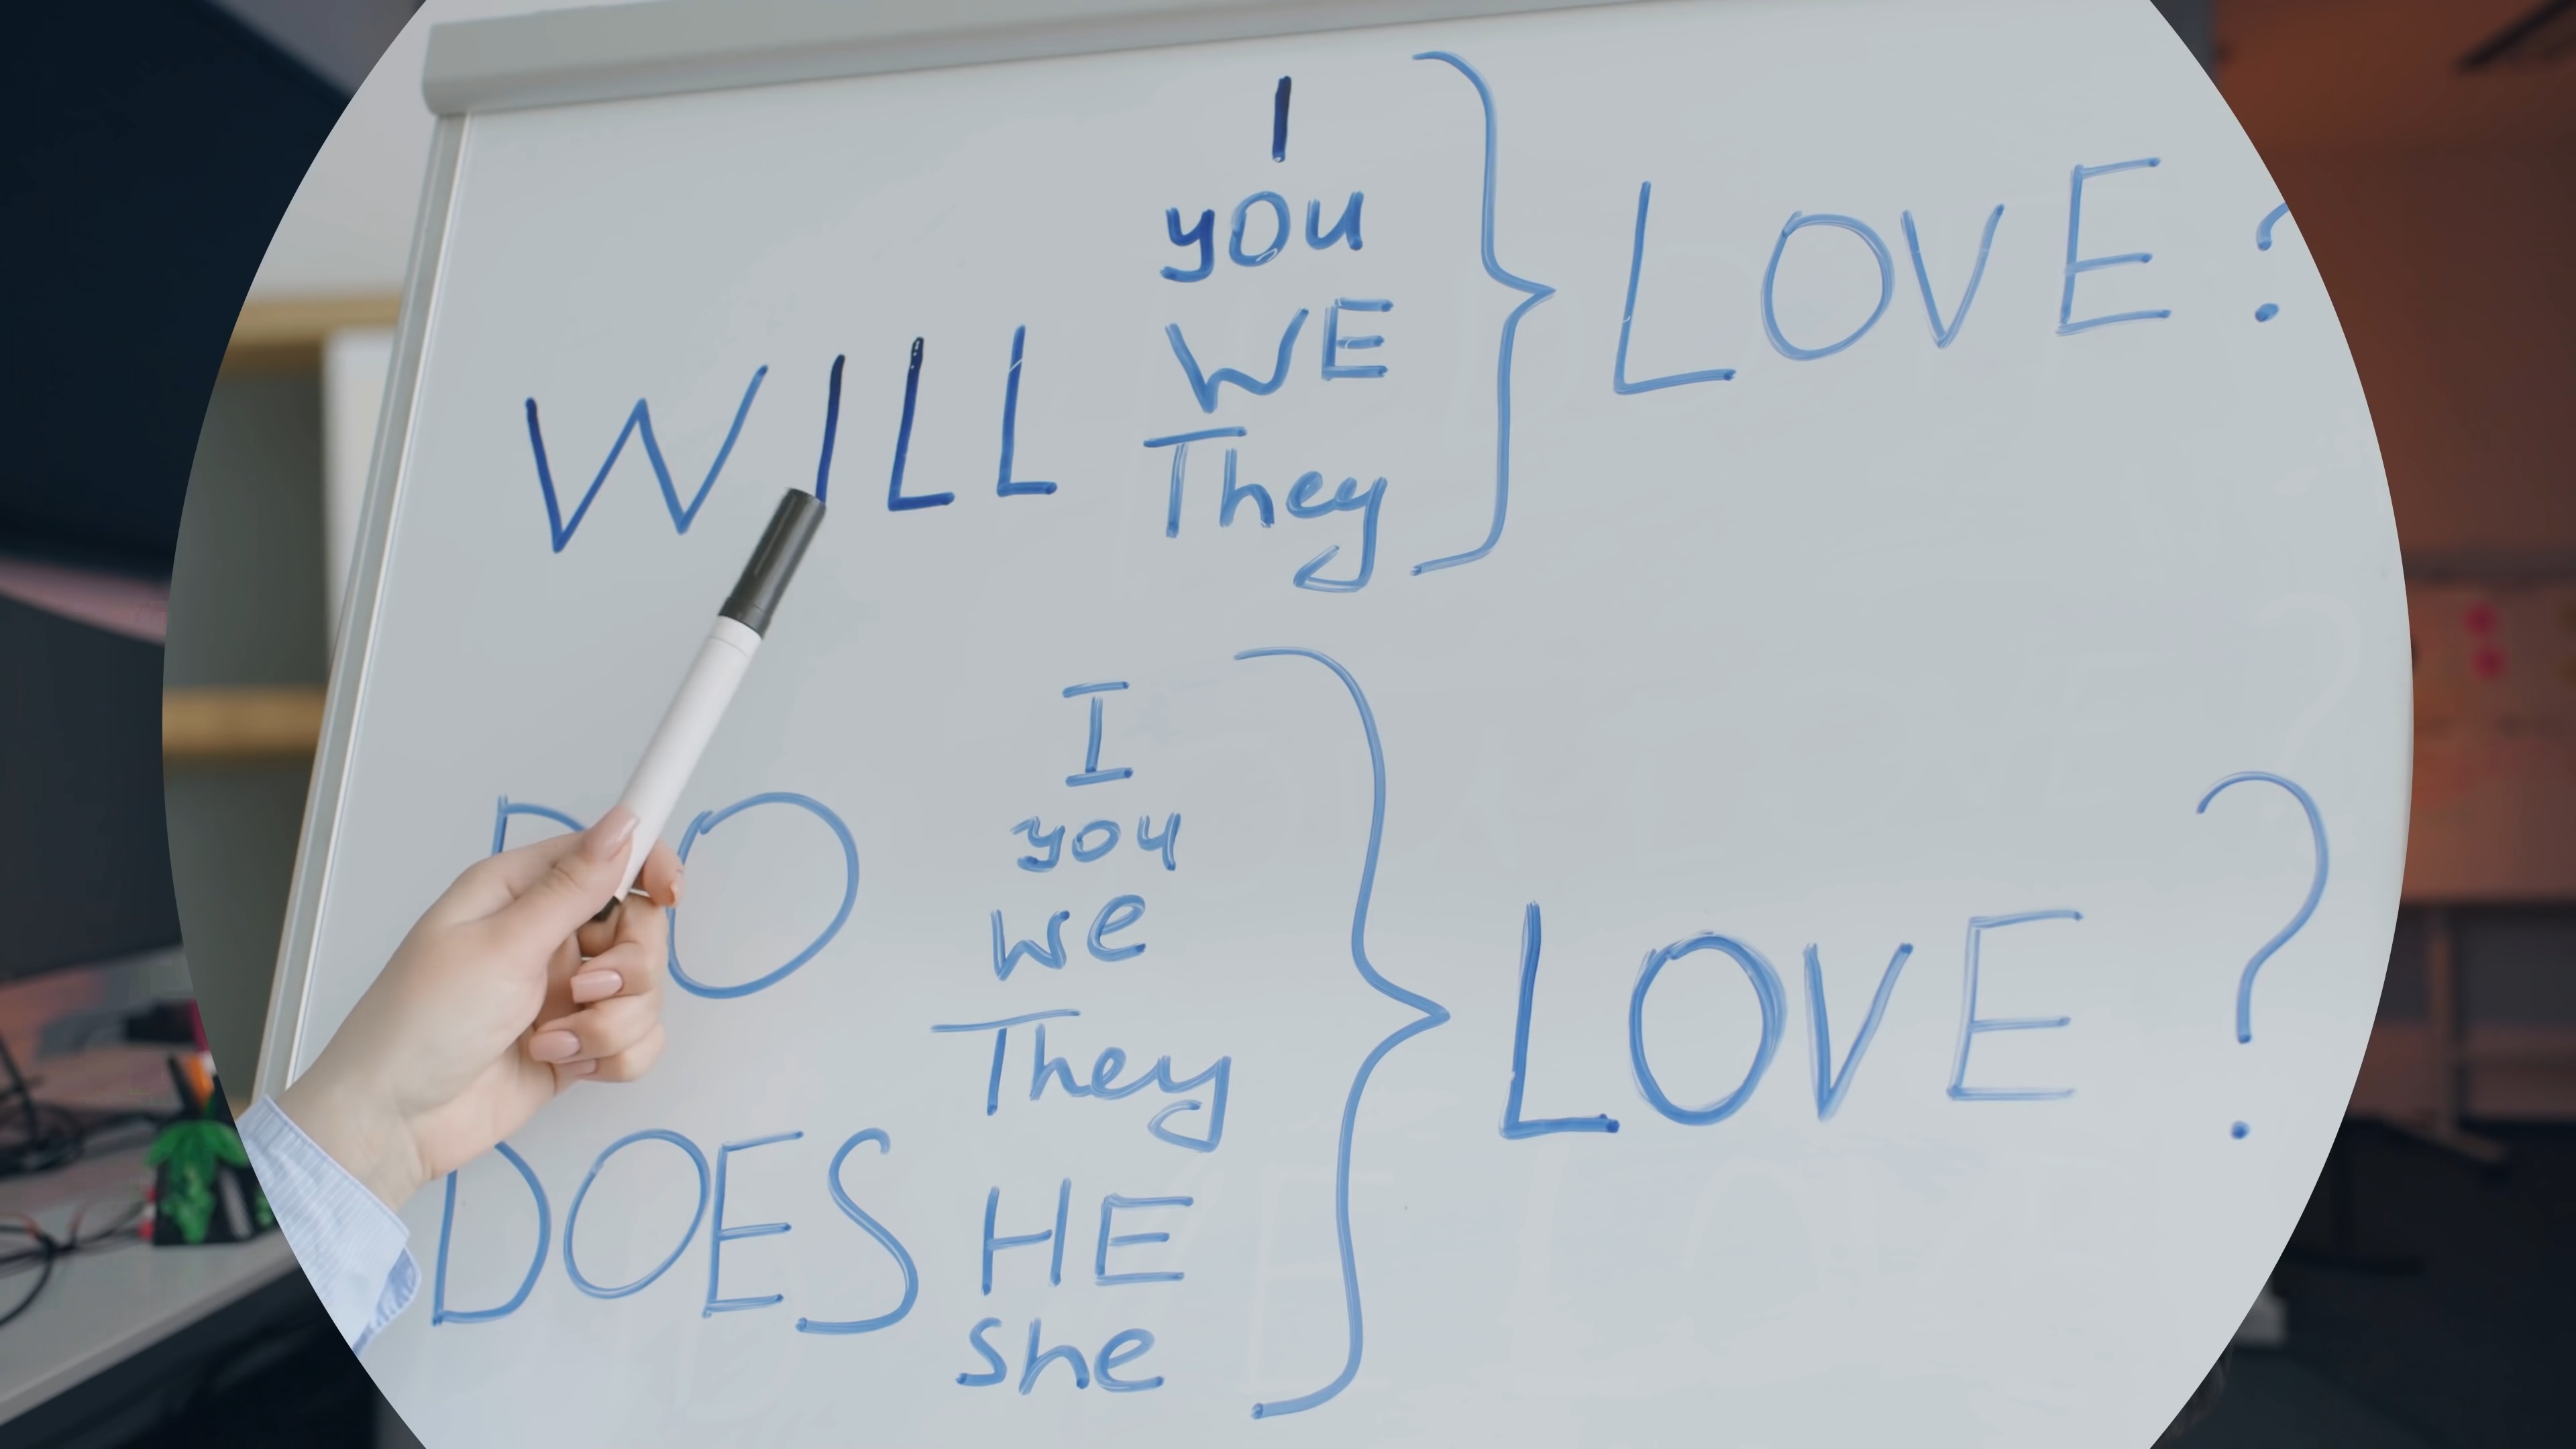 I
you
WE
They
WILL
LOVE ?
I
you
we
They
DO
LOVE ?
HE
she
DOES